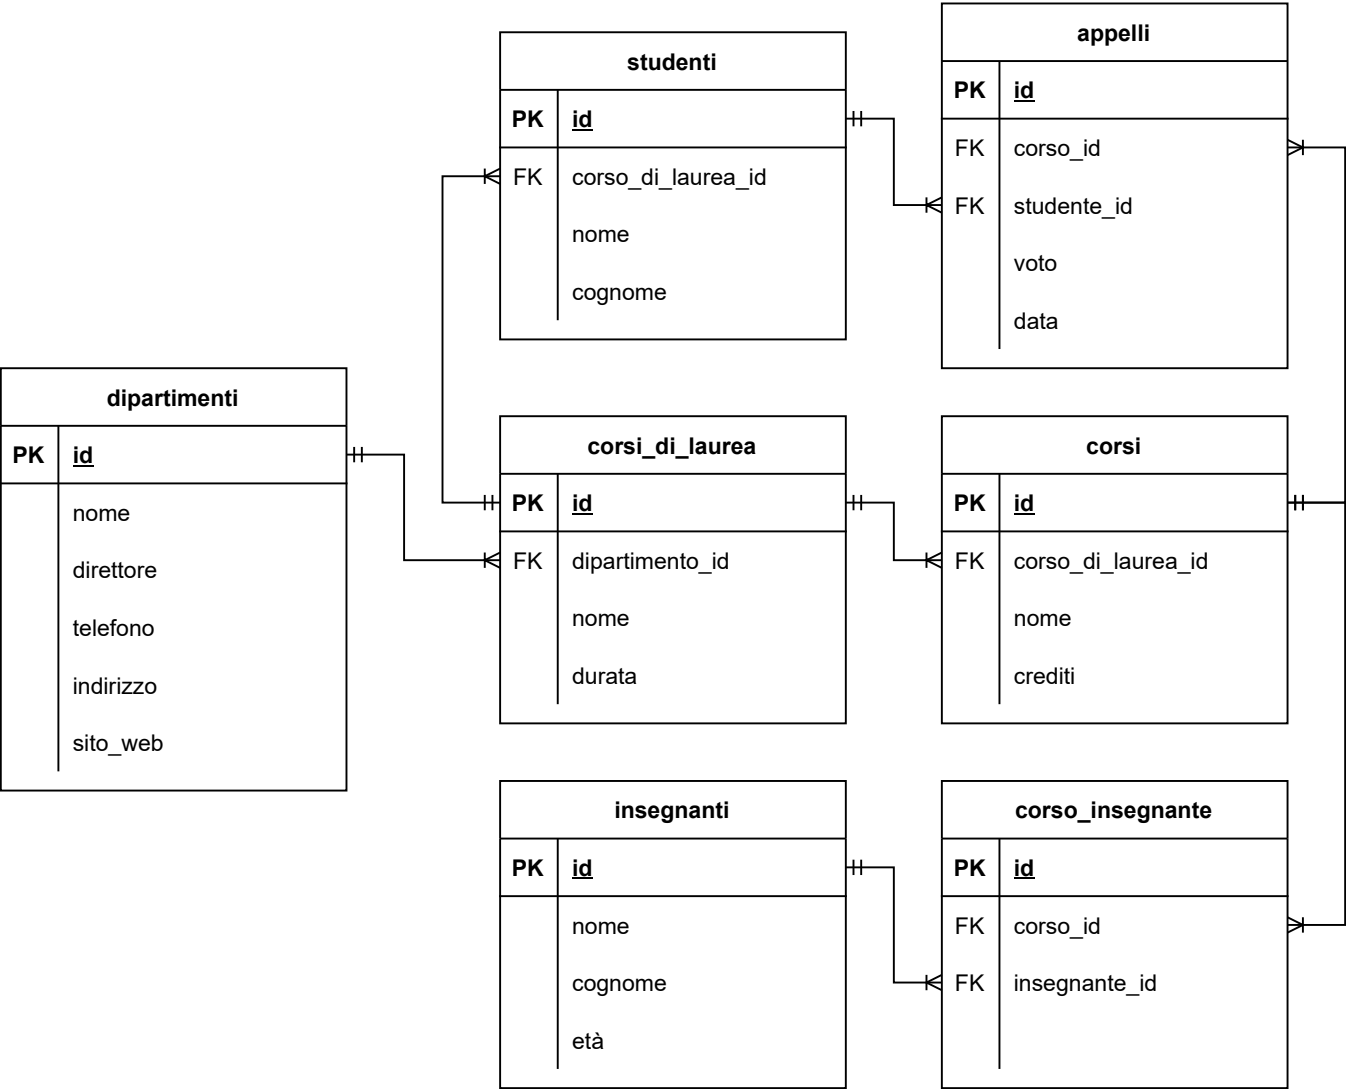 studenti
PK id
FK corso_di_laurea_id
nome
cognome
appelli
PK id
FK corso_id
FK studente_id
voto
data
dipartimenti
PK id
nome
direttore
telefono
indirizzo
sito_web
corsi_di_laurea
PK id
FK dipartimento_id
nome
durata
corsi
PK id
FK corso_di_laurea_id
nome
crediti
insegnanti
PK id
nome
cognome
età
corso_insegnante
PK id
FK corso_id
FK insegnante_id